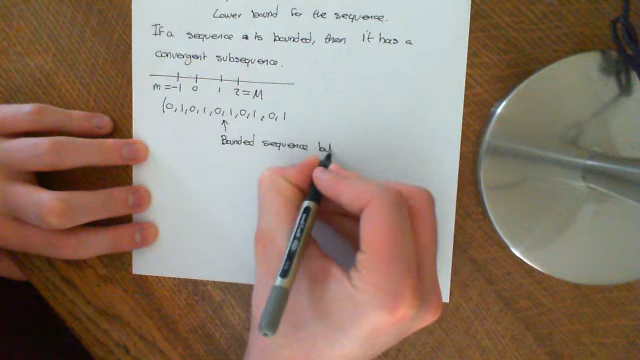 Lower bound for the sequence.
If a sequence is bounded, then it has a
convergent subsequence.
m=-1 0 1 2=M
(0,1,0,1,0,1,0,1,0,1
Bounded sequence but